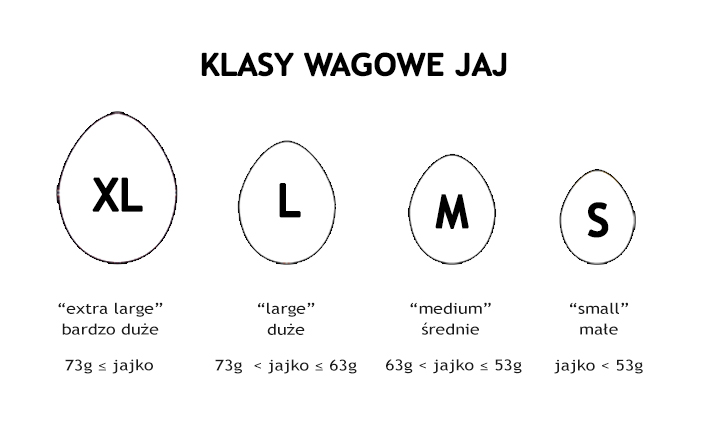 KLASY WAGOWE JAJ
XL
L
M
S
“extra large”
bardzo duże
73g ≤ jajko
“large”
duże
73g < jajko ≤ 63g
“medium”
średnie
63g < jajko ≤ 53g
“small”
małe
jajko < 53g